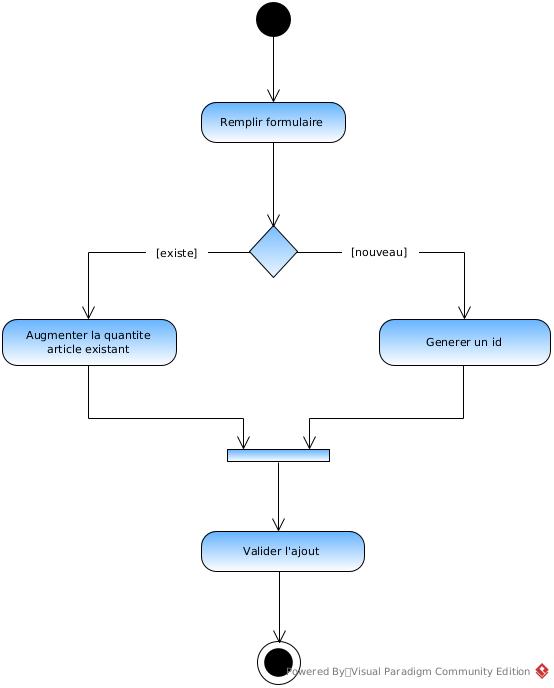 Remplir formulaire
[existe]
[nouveau]
Augmenter la quantite
article existant
Generer un id
Valider l'ajout
Powered By Visual Paradigm Community Edition